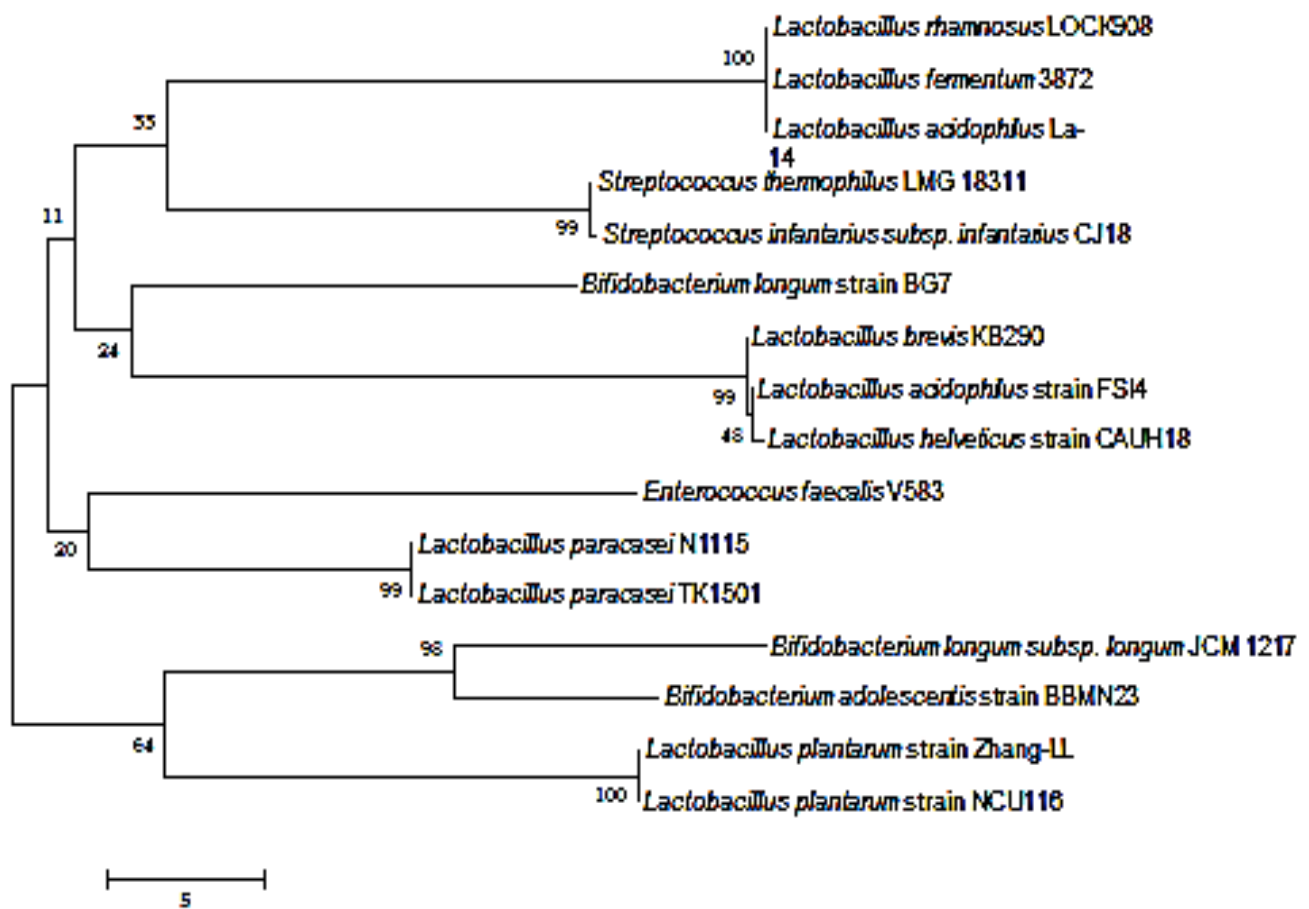 Lactobacillus rhamnosus LOCK908
100
Lactobacillus fermentum 3872
33
Lactobacillus acidophilus La-
14
Streptococcus thermophilus LMG 18311
11
99
Streptococcus infantarius subsp. infantarius CJ18
Bifidobacterium longum strain BG7
24
Lactobacillus brevis KB290
99
Lactobacillus acidophilus strain FSI4
48
Lactobacillus helveticus strain CAUH18
Enterococcus faecalis V583
20
Lactobacillus paracasei N1115
99
Lactobacillus paracasei TK1501
98
Bifidobacterium longum subsp. longum JCM 1217
Bifidobacterium adolescentis strain BBMN23
64
Lactobacillus plantarum strain Zhang-LL
100
Lactobacillus plantarum strain NCU116
5